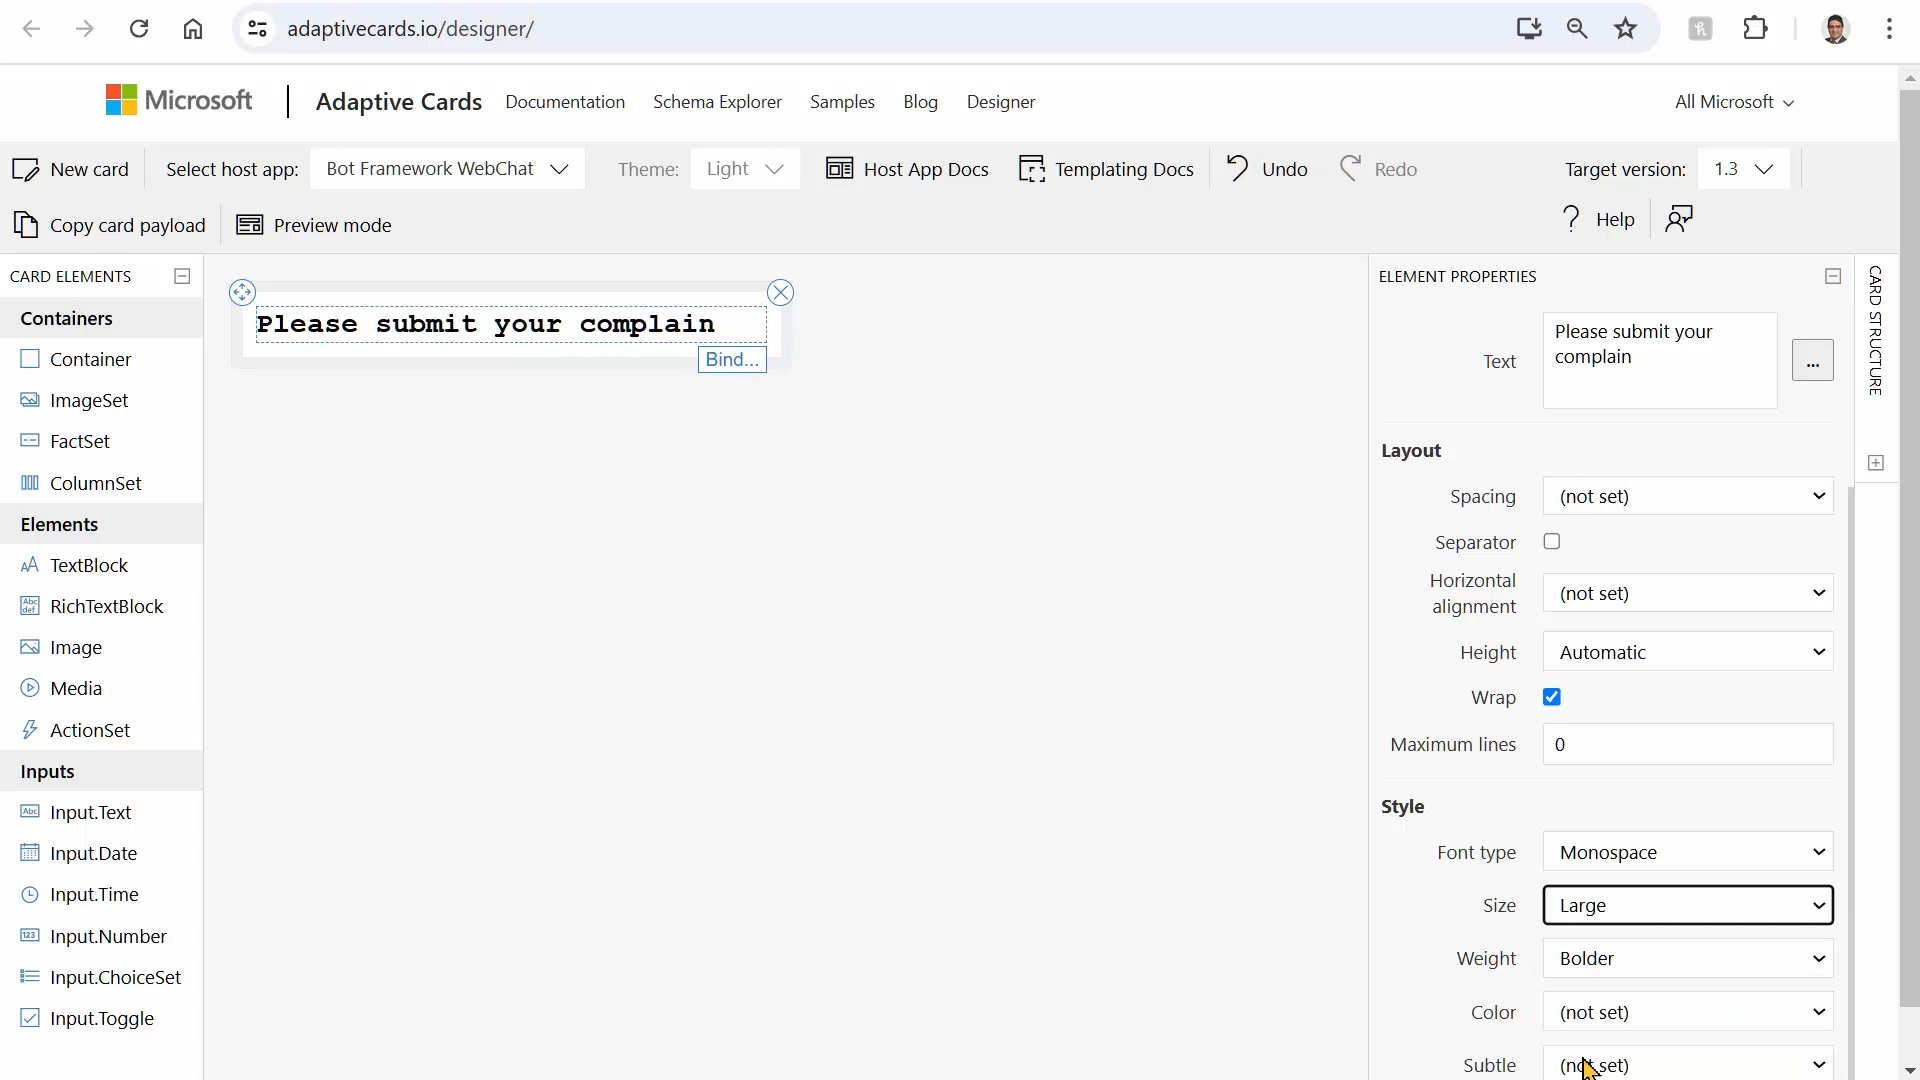 adaptivecards.io/designer/
Microsoft
Adaptive Cards Documentation Schema Explorer Samples Blog Designer All Microsoft
New card Select host app: Bot Framework WebChat Theme: Light Host App Docs Templating Docs Undo Redo Target version: 1.3
Copy card payload Preview mode ? Help
CARD ELEMENTS
Containers
Container
ImageSet
FactSet
ColumnSet
Elements
TextBlock
RichTextBlock
Image
Media
ActionSet
Inputs
Input.Text
Input.Date
Input.Time
Input.Number
Input.ChoiceSet
Input.Toggle
Please submit your complain
Bind...
ELEMENT PROPERTIES
Text Please submit your
complain
...
Layout
Spacing (not set)
Separator
Horizontal
alignment (not set)
Height Automatic
Wrap
Maximum lines 0
Style
Font type Monospace
Size Large
Weight Bolder
Color (not set)
Subtle (not set)
CARD STRUCTURE